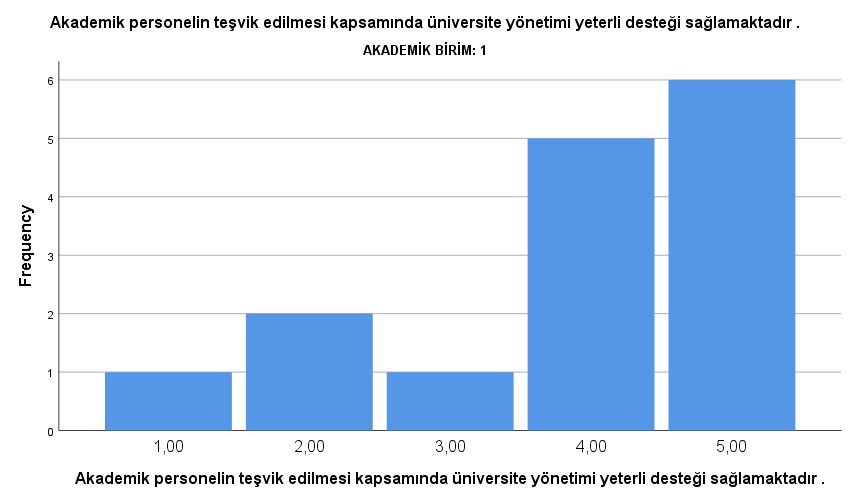 Akademik personelin teşvik edilmesi kapsamında üniversite yönetimi yeterli desteği sağlamaktadır .
AKADEMİK BİRİM: 1
Frequency
6
5
4
3
2
1
0
1,00 2,00 3,00 4,00 5,00
Akademik personelin teşvik edilmesi kapsamında üniversite yönetimi yeterli desteği sağlamaktadır .